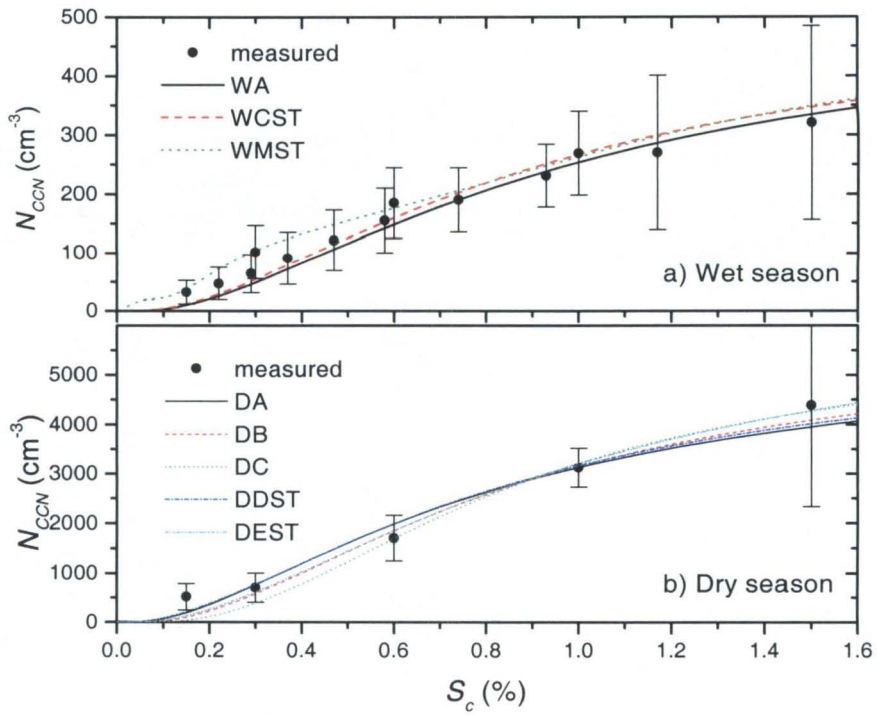 500
400
300
200
100
0
N_CCN (cm⁻³)
measured
WA
WCST
WMST
a) Wet season
5000
4000
3000
2000
1000
0
N_CCN (cm⁻³)
measured
DA
DB
DC
DDST
DEST
b) Dry season
0.0 0.2 0.4 0.6 0.8 1.0 1.2 1.4 1.6
S_c (%)